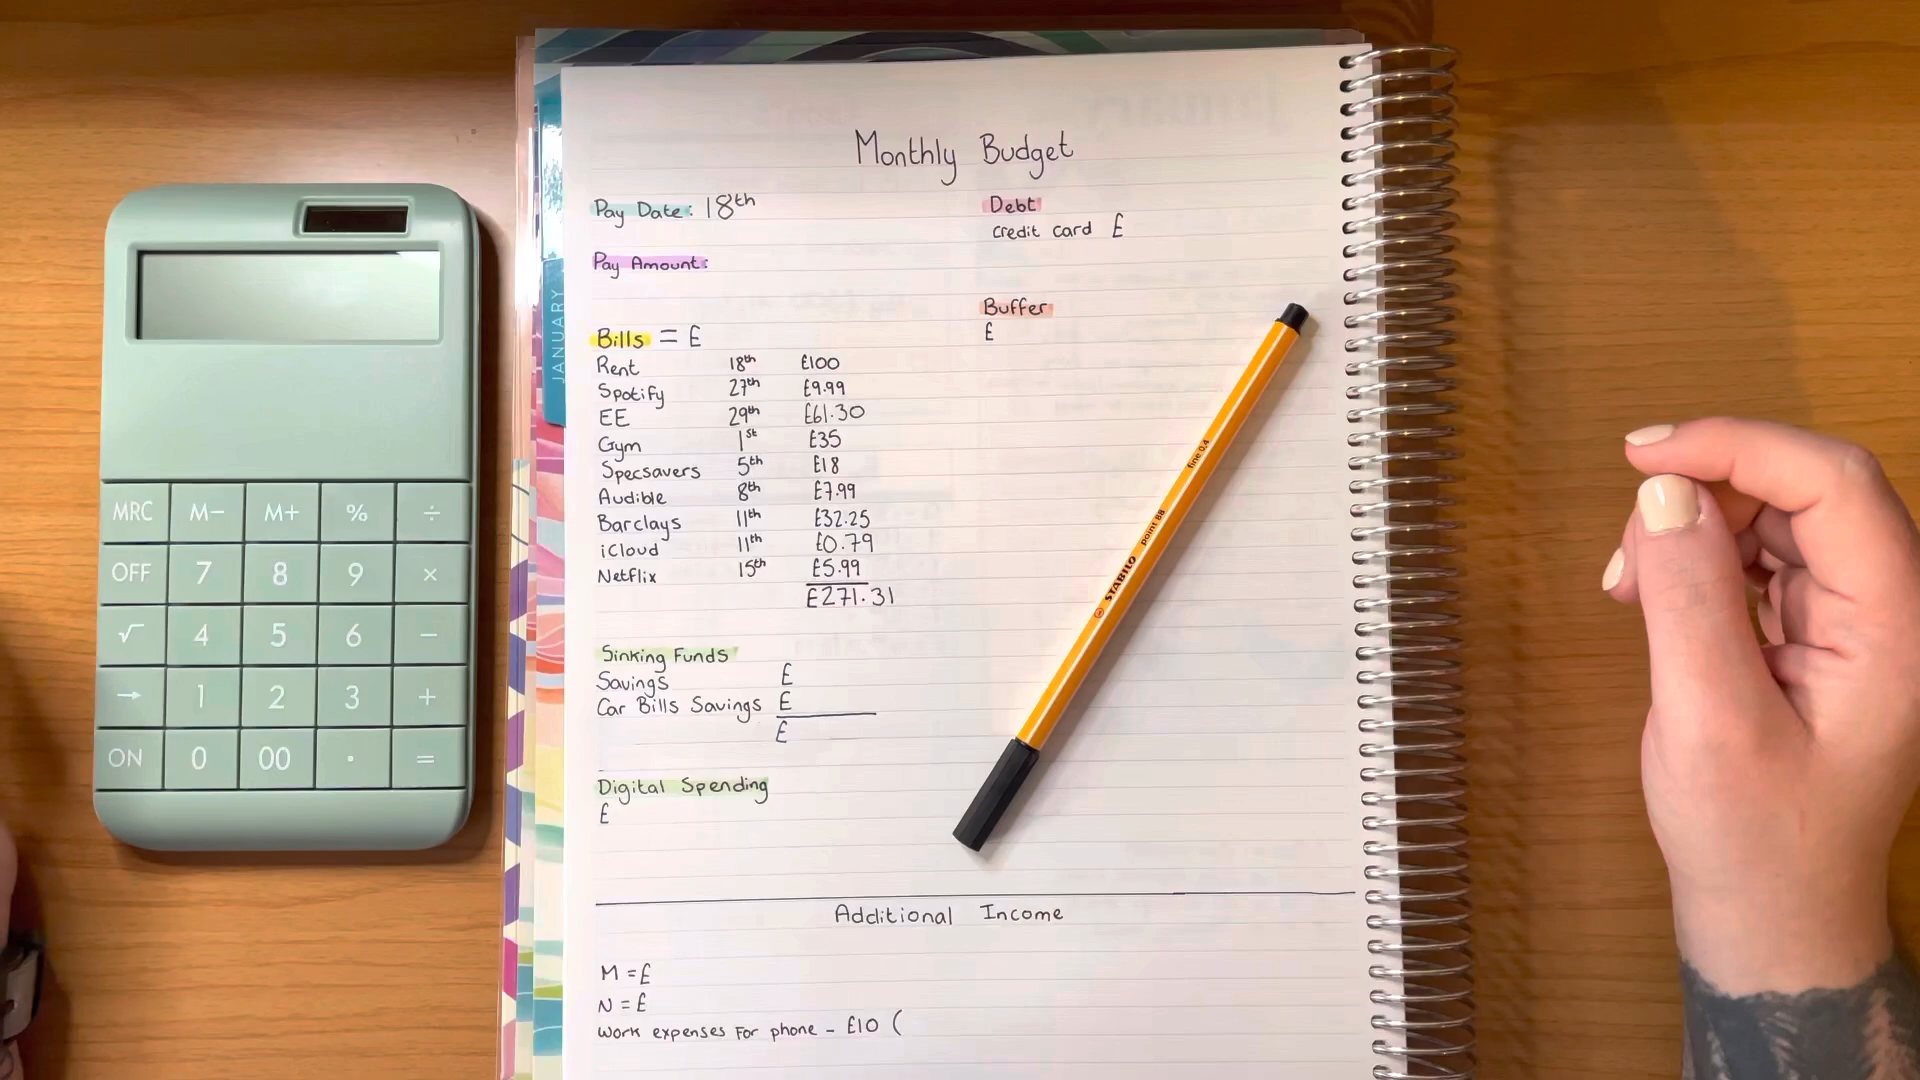 Monthly Budget
Pay Date: 18th
Pay Amount:
Bills = £
Rent 18th £100
Spotify 27th £9.99
EE 29th £61.30
Gym 1st £35
Specsavers 5th £18
Audible 8th £7.99
Barclays 11th £32.25
iCloud 11th £0.79
Netflix 15th £5.99
£271.31
Sinking Funds
Savings £
Car Bills Savings £
£
Digital Spending
£
Debt
credit card £
Buffer
£
Additional Income
M = £
N = £
Work expenses for phone - £10 (
JANUARY
STABILO point 88 fine 0,4
MRC M- M+ % ÷
OFF 7 8 9 ×
√ 4 5 6 −
→ 1 2 3 +
ON 0 00 . =